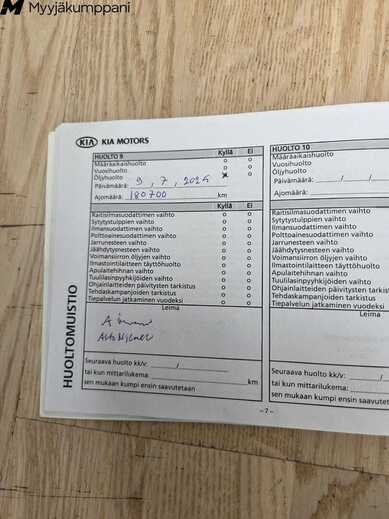 Myyjäkumppani
KIA KIA MOTORS
HUOLTO 9 Kyllä Ei
Määräaikaishuolto o o
Vuosihuolto o o
Öljyhuolto x o
Päivämäärä: 9, 7, 2025
Ajomäärä: 180700 km
Raitisilmasuodattimen vaihto o o
Sytytystulppien vaihto o o
Ilmansuodattimen vaihto o o
Polttoainesuodattimen vaihto o o
Jarrunesteen vaihto o o
Jäähdytysnesteen vaihto o o
Voimansiirron öljyjen vaihto o o
Ilmastointilaitteen täyttöhuolto o o
Apulaitehihnan vaihto o o
Tuulilasinpyyhkijöiden vaihto o o
Ohjainlaitteiden päivitysten tarkistus o o
Tehdaskampanjoiden tarkistus o o
Tiepalvelun jatkaminen vuodeksi o o
Leima
Seuraava huolto kk/v: /
tai kun mittarilukema: km
sen mukaan kumpi ensin saavutetaan
HUOLTOMUISTIO
HUOLTO 10
Määräaikaishuolto
Vuosihuolto
Öljyhuolto
Päivämäärä: / /
Ajomäärä:
Raitisilmasuodattimen vaihto
Sytytystulppien vaihto
Ilmansuodattimen vaihto
Polttoainesuodattimen vaihto
Jarrunesteen vaihto
Jäähdytysnesteen vaihto
Voimansiirron öljyjen vaihto
Ilmastointilaitteen täyttöhuolto
Apulaitehihnan vaihto
Tuulilasinpyyhkijöiden vaihto
Ohjainlaitteiden päivitysten tarkistus
Tehdaskampanjoiden tarkistus
Tiepalvelun jatkaminen vuodeksi
Leima
Seuraava huolto kk/v: /
tai kun mittarilukema:
sen mukaan kumpi ensin
– 7 –